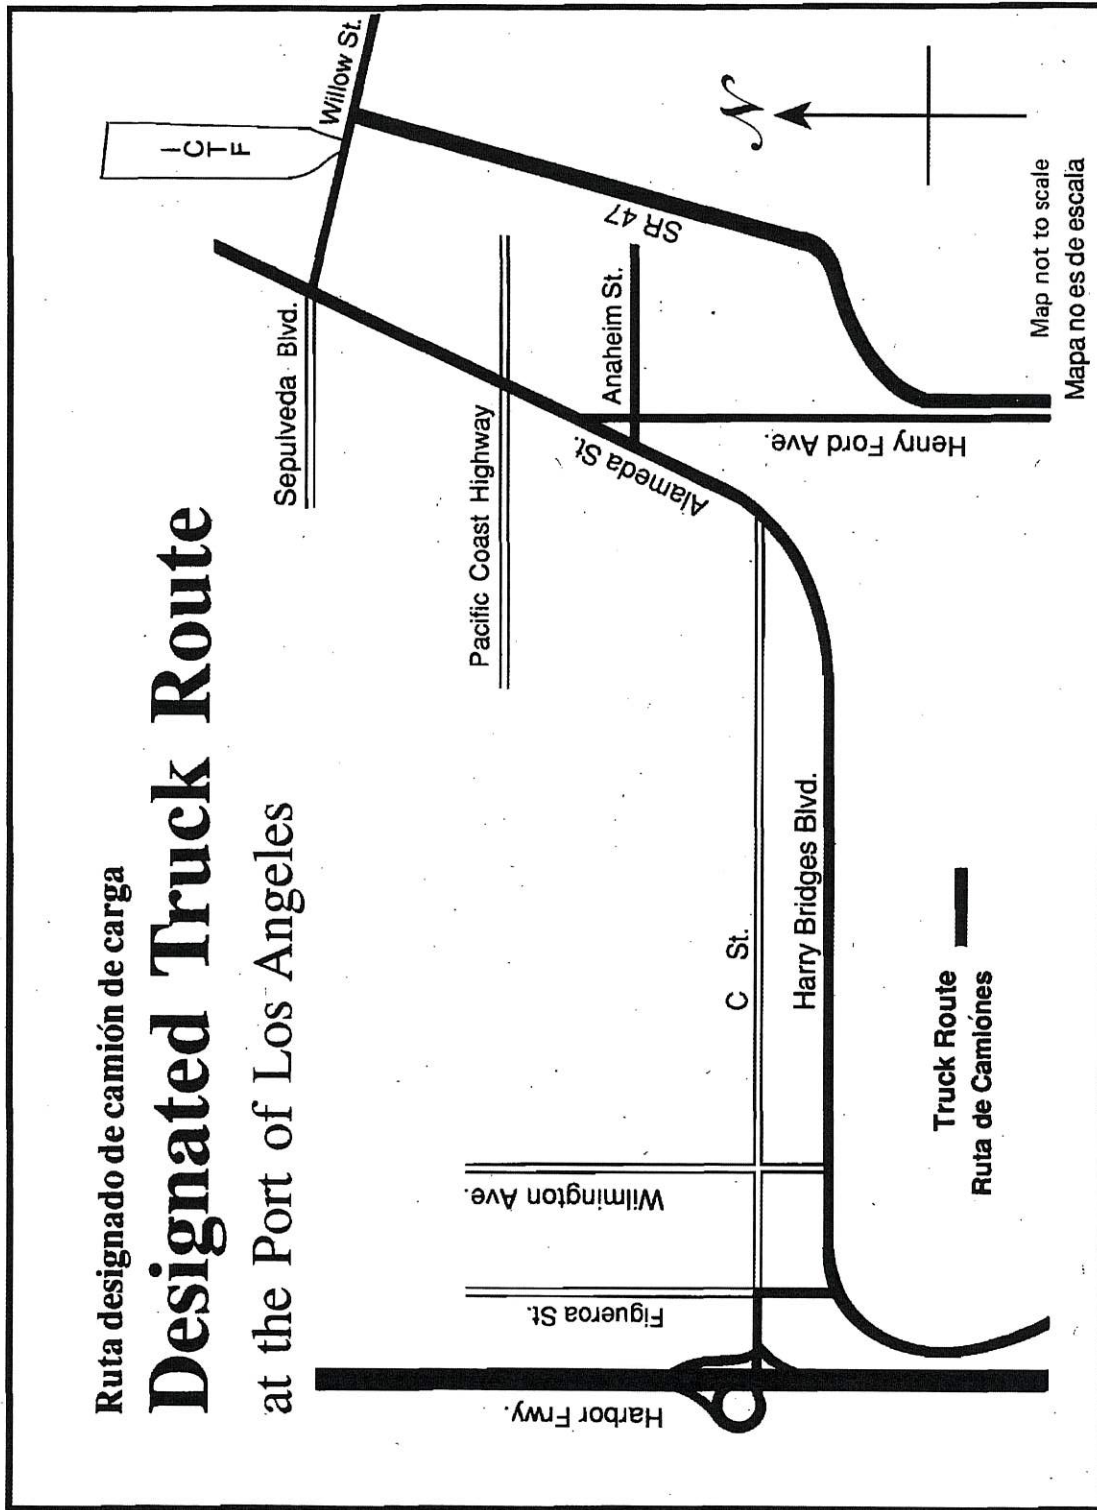 Ruta designado de camión de carga
Designated Truck Route
at the Port of Los Angeles
I
C
T
F
Willow St.
Sepulveda Blvd.
Pacific Coast Highway
SR 47
Anaheim St.
Alameda St.
Henry Ford Ave.
N
C St.
Harry Bridges Blvd.
Wilmington Ave.
Figueroa St.
Harbor Frwy.
Truck Route
Ruta de Camiónes
Map not to scale
Mapa no es de escala